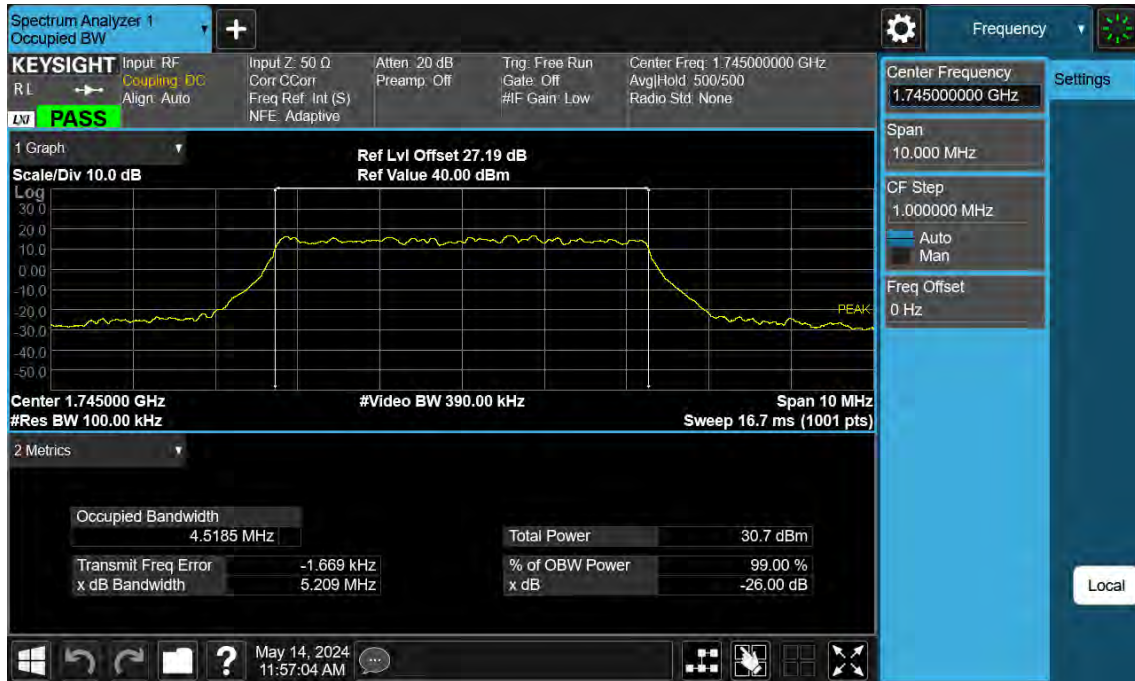 Spectrum Analyzer 1
Occupied BW
+
Frequency
KEYSIGHT
R L
LXI PASS
Input: RF
Coupling: DC
Align: Auto
Input Z: 50 Ω
Corr CCorr
Freq Ref: Int (S)
NFE: Adaptive
Atten: 20 dB
Preamp: Off
Trig: Free Run
Gate: Off
#IF Gain: Low
Center Freq: 1.745000000 GHz
Avg|Hold: 500/500
Radio Std: None
Center Frequency
1.745000000 GHz
Settings
Span
10.000 MHz
CF Step
1.000000 MHz
Auto
Man
Freq Offset
0 Hz
Local
1 Graph
Ref Lvl Offset 27.19 dB
Scale/Div 10.0 dB
Ref Value 40.00 dBm
Log
30.0
20.0
10.0
0.00
-10.0
-20.0
-30.0
-40.0
-50.0
PEAK
Center 1.745000 GHz
#Video BW 390.00 kHz
Span 10 MHz
#Res BW 100.00 kHz
Sweep 16.7 ms (1001 pts)
2 Metrics
Occupied Bandwidth
4.5185 MHz
Total Power 30.7 dBm
Transmit Freq Error -1.669 kHz
% of OBW Power 99.00 %
x dB Bandwidth 5.209 MHz
x dB -26.00 dB
?
May 14, 2024
11:57:04 AM